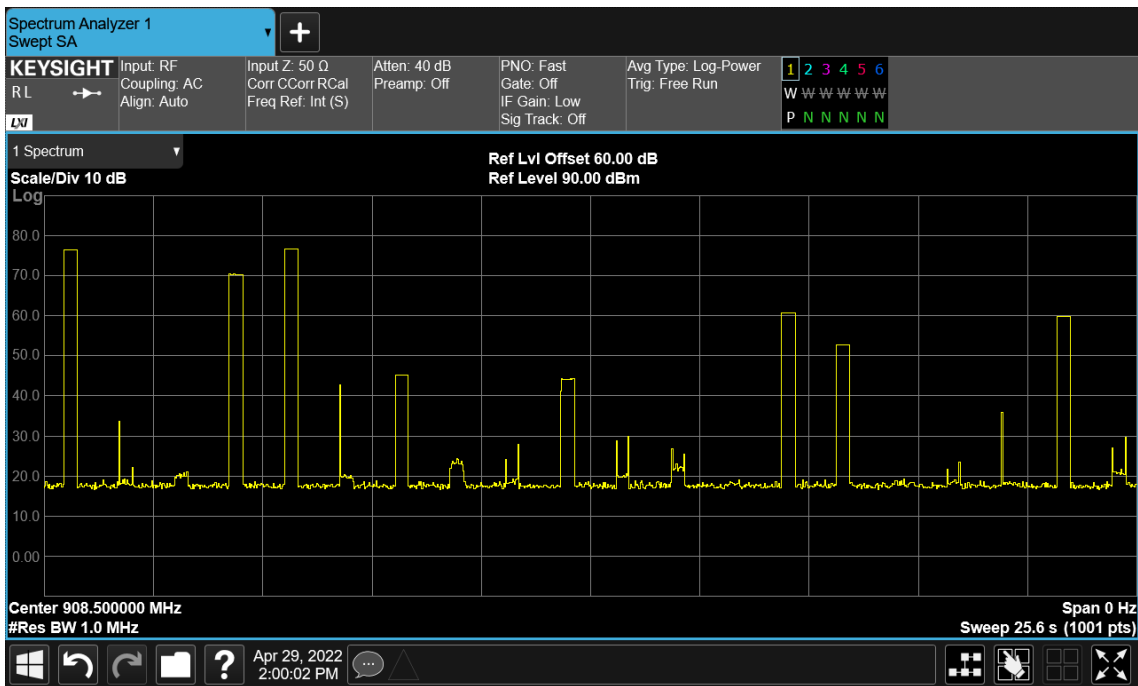 Spectrum Analyzer 1
Swept SA
+
KEYSIGHT
R L
LXI
Input: RF
Coupling: AC
Align: Auto
Input Z: 50 Ω
Corr CCorr RCal
Freq Ref: Int (S)
Atten: 40 dB
Preamp: Off
PNO: Fast
Gate: Off
IF Gain: Low
Sig Track: Off
Avg Type: Log-Power
Trig: Free Run
1 2 3 4 5 6
W W W W W W
P N N N N N
1 Spectrum
Scale/Div 10 dB
Log
Ref Lvl Offset 60.00 dB
Ref Level 90.00 dBm
80.0
70.0
60.0
50.0
40.0
30.0
20.0
10.0
0.00
Center 908.500000 MHz
#Res BW 1.0 MHz
Span 0 Hz
Sweep 25.6 s (1001 pts)
?
Apr 29, 2022
2:00:02 PM